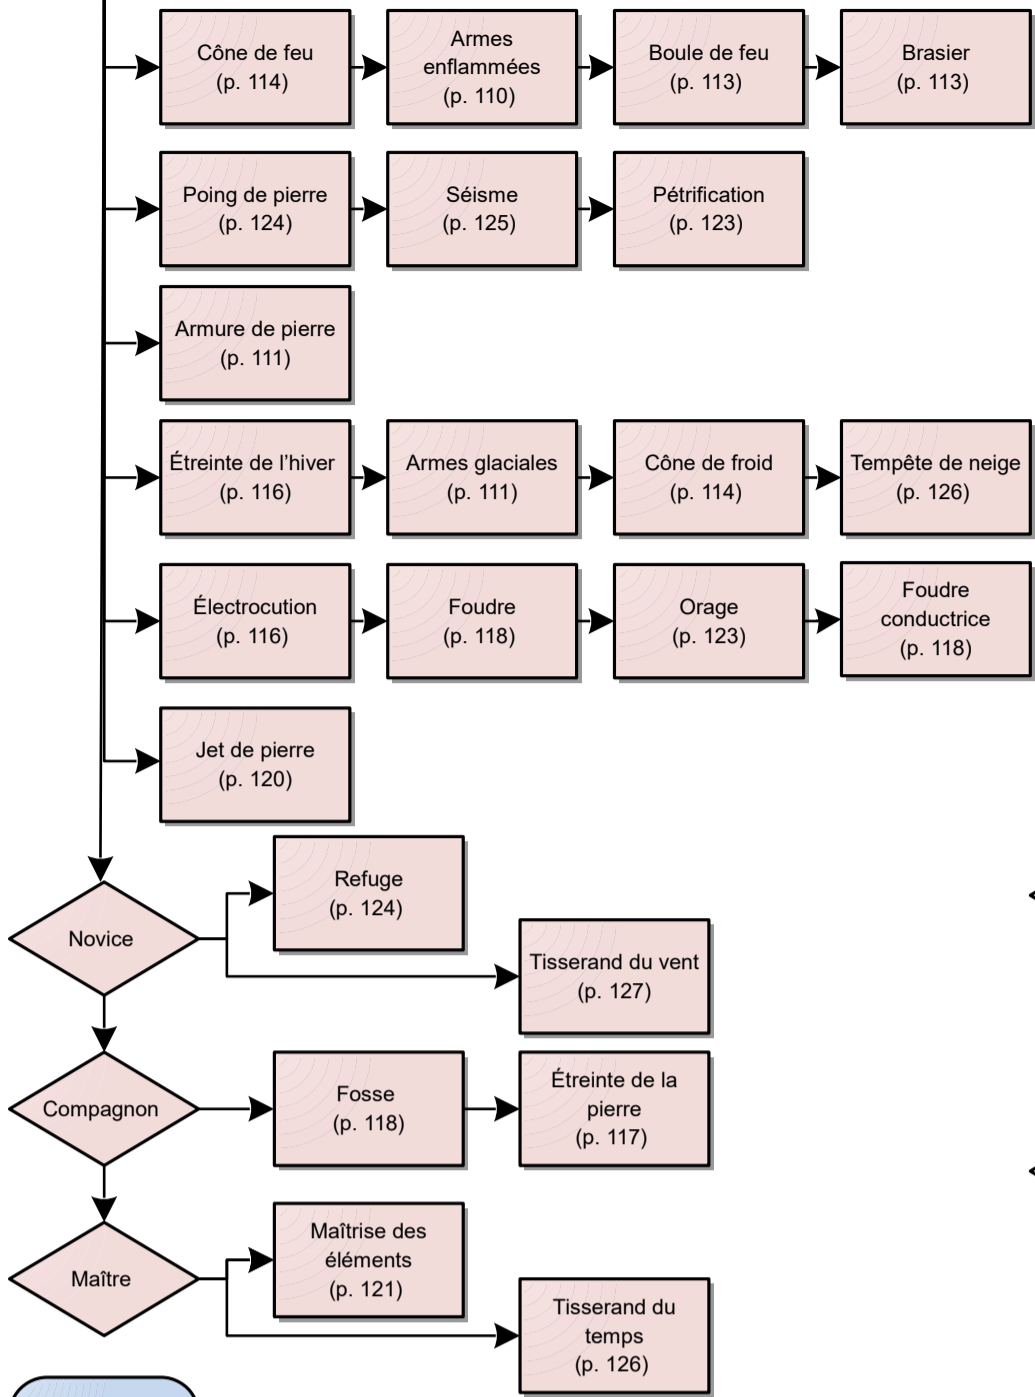 Cône de feu
(p. 114)
Armes
enflammées
(p. 110)
Boule de feu
(p. 113)
Brasier
(p. 113)
Poing de pierre
(p. 124)
Séisme
(p. 125)
Pétrification
(p. 123)
Armure de pierre
(p. 111)
Étreinte de l’hiver
(p. 116)
Armes glaciales
(p. 111)
Cône de froid
(p. 114)
Tempête de neige
(p. 126)
Électrocution
(p. 116)
Foudre
(p. 118)
Orage
(p. 123)
Foudre
conductrice
(p. 118)
Jet de pierre
(p. 120)
Novice
Refuge
(p. 124)
Tisserand du vent
(p. 127)
Compagnon
Fosse
(p. 118)
Étreinte de la
pierre
(p. 117)
Maître
Maîtrise des
éléments
(p. 121)
Tisserand du
temps
(p. 126)